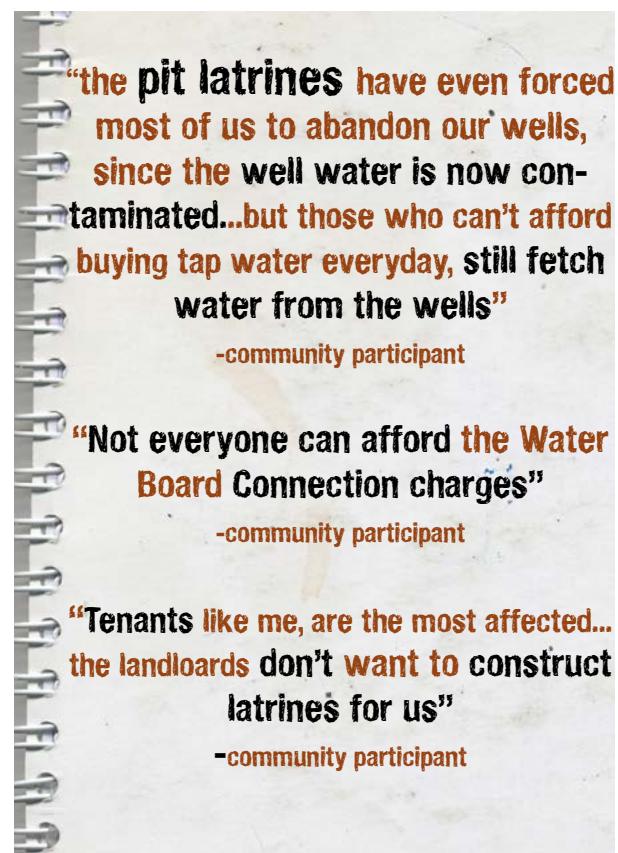 “the pit latrines have even forced
most of us to abandon our wells,
since the well water is now con-
taminated...but those who can’t afford
buying tap water everyday, still fetch
water from the wells”
-community participant
“Not everyone can afford the Water
Board Connection charges”
-community participant
“Tenants like me, are the most affected...
the landloards don’t want to construct
latrines for us”
-community participant